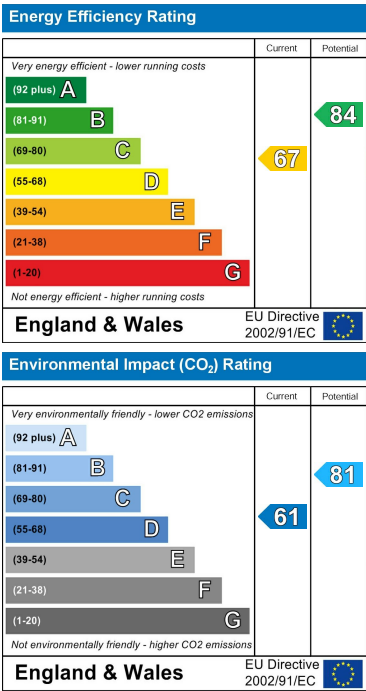 Energy Efficiency Rating
Current Potential
Very energy efficient - lower running costs
(92 plus) A
(81-91) B
84
(69-80) C
67
(55-68) D
(39-54) E
(21-38) F
(1-20) G
Not energy efficient - higher running costs
England & Wales
EU Directive
2002/91/EC
Environmental Impact (CO2) Rating
Current Potential
Very environmentally friendly - lower CO2 emissions
(92 plus) A
(81-91) B
81
(69-80) C
61
(55-68) D
(39-54) E
(21-38) F
(1-20) G
Not environmentally friendly - higher CO2 emissions
England & Wales
EU Directive
2002/91/EC